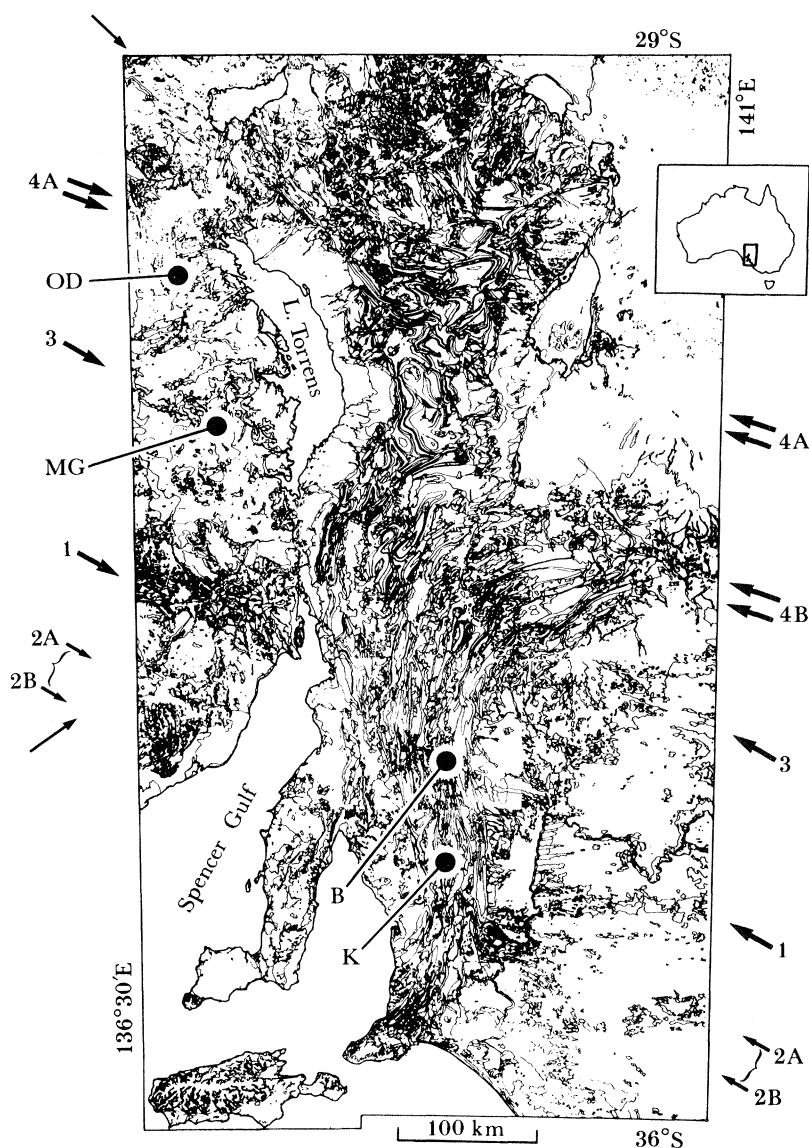 29°S
141°E
4A
OD
3
L. Torrens
MG
4A
1
4B
2A
2B
3
Spencer Gulf
B
K
1
136°30'E
2A
2B
100 km
36°S